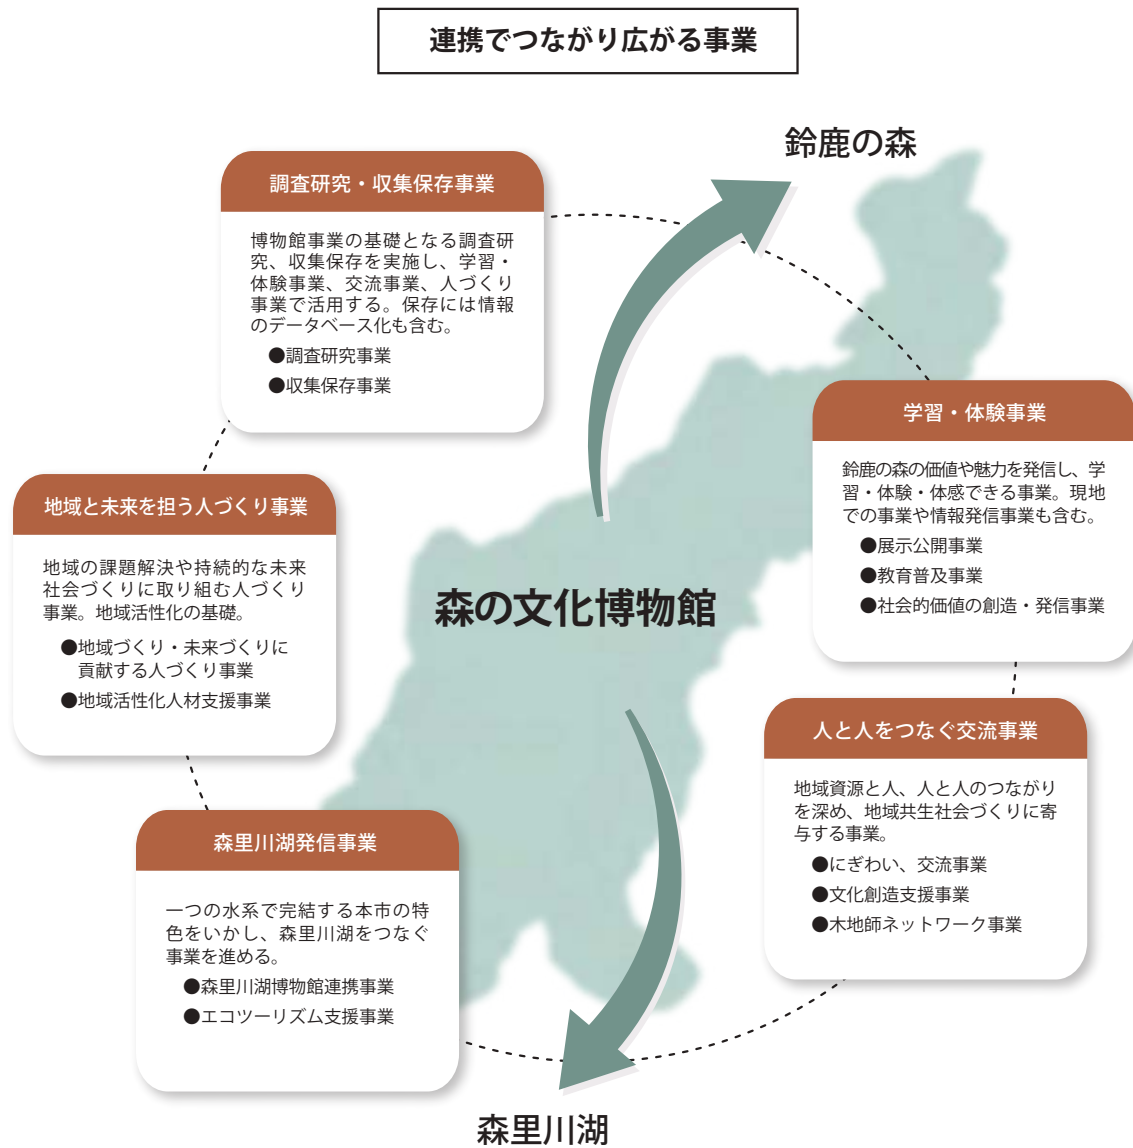 連携でつながり広がる事業
鈴鹿の森
調査研究・収集保存事業
博物館事業の基礎となる調査研
究、収集保存を実施し、学習・
体験事業、交流事業、人づくり
事業で活用する。保存には情報
のデータベース化も含む。
●調査研究事業
●収集保存事業
学習・体験事業
鈴鹿の森の価値や魅力を発信し、学
習・体験・体感できる事業。現地
での事業や情報発信事業も含む。
●展示公開事業
●教育普及事業
●社会的価値の創造・発信事業
地域と未来を担う人づくり事業
地域の課題解決や持続的な未来
社会づくりに取り組む人づくり
事業。地域活性化の基礎。
●地域づくり・未来づくりに
貢献する人づくり事業
●地域活性化人材支援事業
森の文化博物館
人と人をつなぐ交流事業
地域資源と人、人と人のつながり
を深め、地域共生社会づくりに寄
与する事業。
●にぎわい、交流事業
●文化創造支援事業
●木地師ネットワーク事業
森里川湖発信事業
一つの水系で完結する本市の特
色をいかし、森里川湖をつなぐ
事業を進める。
●森里川湖博物館連携事業
●エコツーリズム支援事業
森里川湖